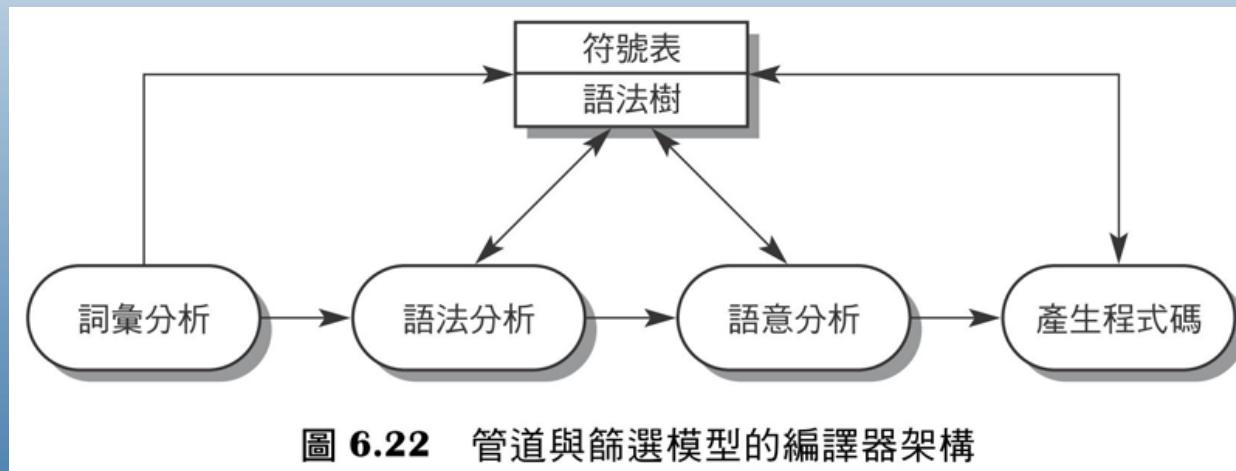 符號表
語法樹
詞彙分析
語法分析
語意分析
產生程式碼
圖 6.22 管道與篩選模型的編譯器架構